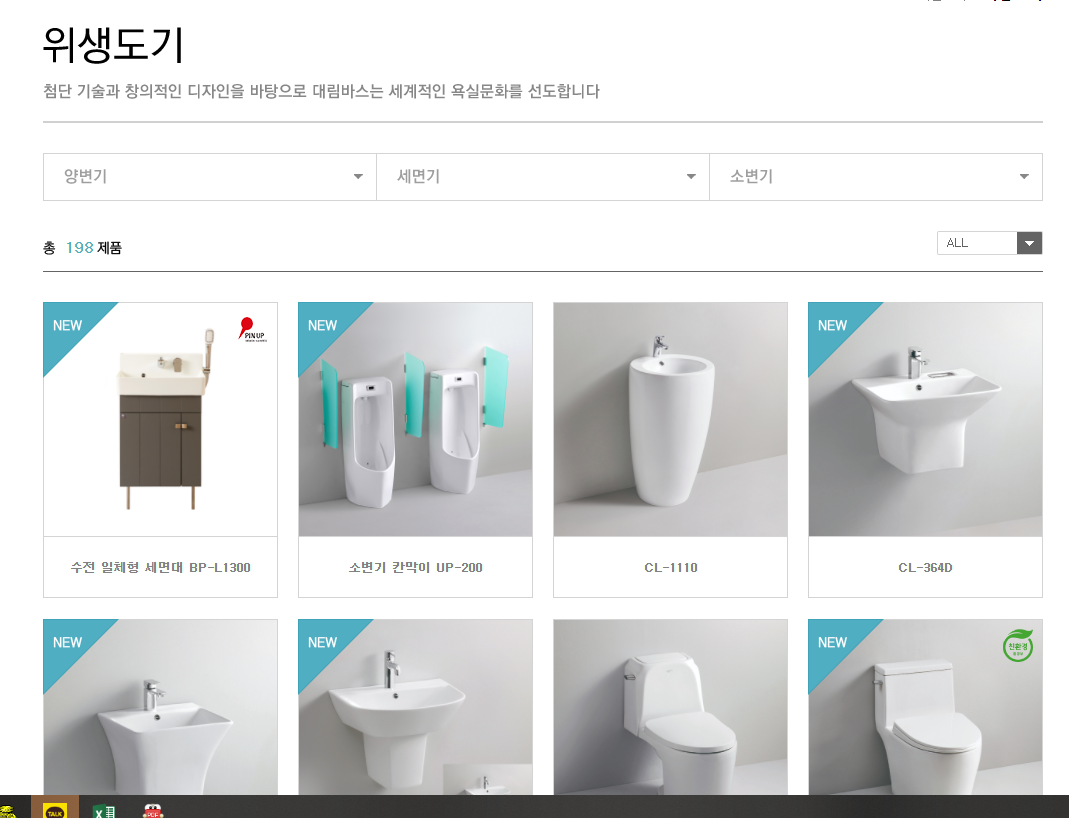 위생도기
첨단 기술과 창의적인 디자인을 바탕으로 대림바스는 세계적인 욕실문화를 선도합니다
양변기 세면기 소변기
총 198 제품 ALL
NEW PIN UP NEW NEW
수전 일체형 세면대 BP-L1300 소변기 칸막이 UP-200 CL-1110 CL-364D
NEW NEW NEW 친환경
TALK X PDF